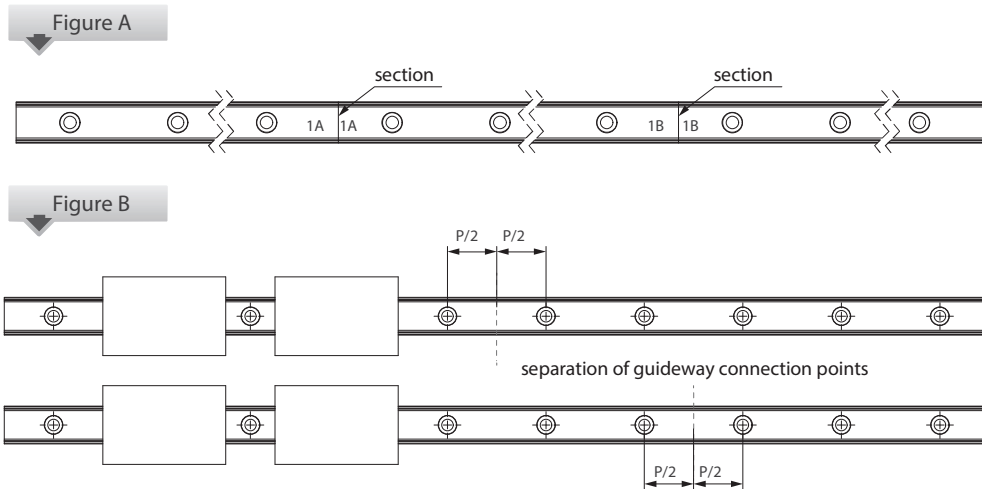 Figure A
section section
1A 1A 1B 1B
Figure B
P/2 P/2
separation of guideway connection points
P/2 P/2